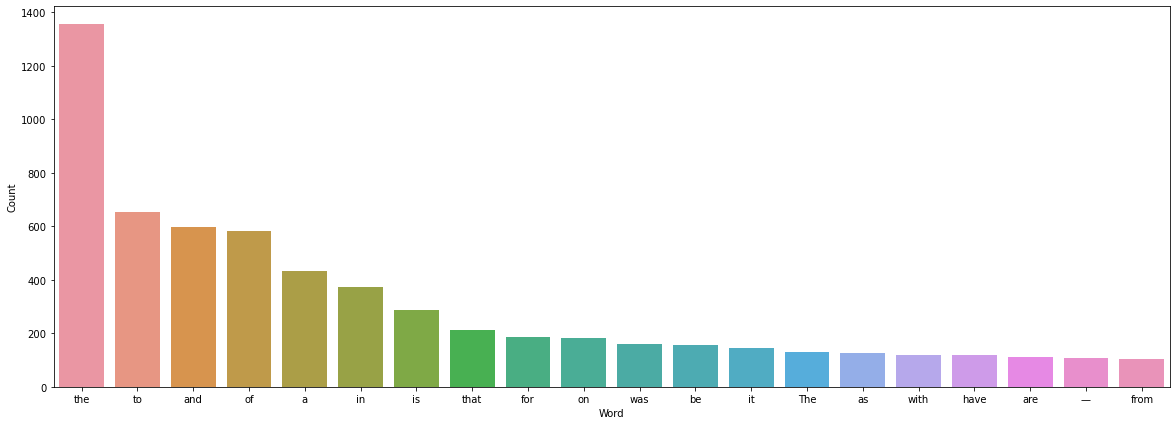 1400
1200
1000
800
600
400
200
0
Count
the to and of a in is that for on was be it The as with have are — from
Word